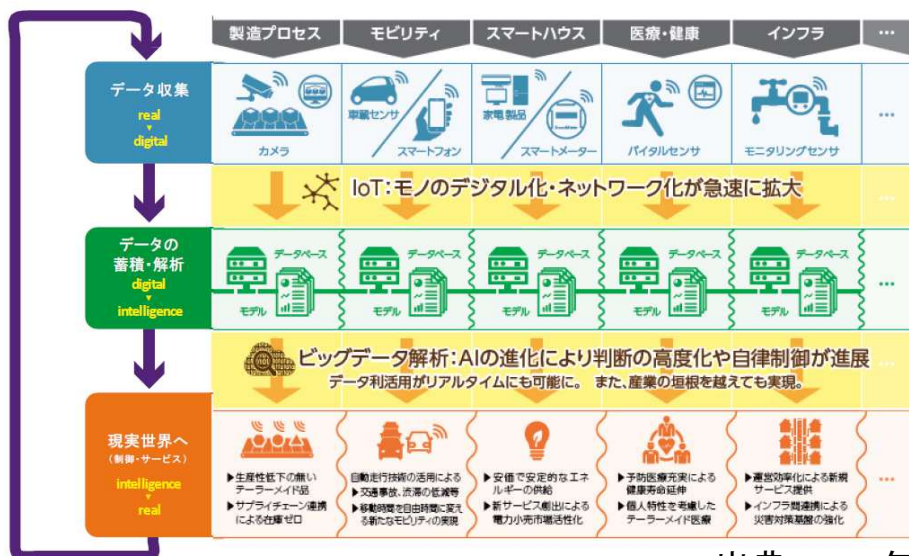 製造プロセス
モビリティ
スマートハウス
医療・健康
インフラ
…
データ収集
real
▼
digital
カメラ
車載センサ
スマートフォン
家電製品
スマートメーター
バイタルセンサ
モニタリングセンサ
…
IoT:モノのデジタル化・ネットワーク化が急速に拡大
…
データの
蓄積・解析
digital
▼
intelligence
データベース
モデル
データベース
モデル
データベース
モデル
データベース
モデル
データベース
モデル
…
ビッグデータ解析:AIの進化により判断の高度化や自律制御が進展
データ利活用がリアルタイムにも可能に。 また、産業の垣根を越えても実現。
…
現実世界へ
(制御・サービス)
intelligence
▼
real
▶生産性低下の無い
テーラーメイド品
▶サプライチェーン連携
による在庫ゼロ
自動走行技術の活用による
▶交通事故、渋滞の低減等
▶移動時間を自由時間に変え
る新たなモビリティの実現
▶安価で安定的なエネ
ルギーの供給
▶新サービス創出による
電力小売市場活性化
▶予防医療充実による
健康寿命延伸
▶個人特性を考慮した
テーラーメイド医療
▶運営効率化による新規
サービス提供
▶インフラ間連携による
災害対策基盤の強化
…